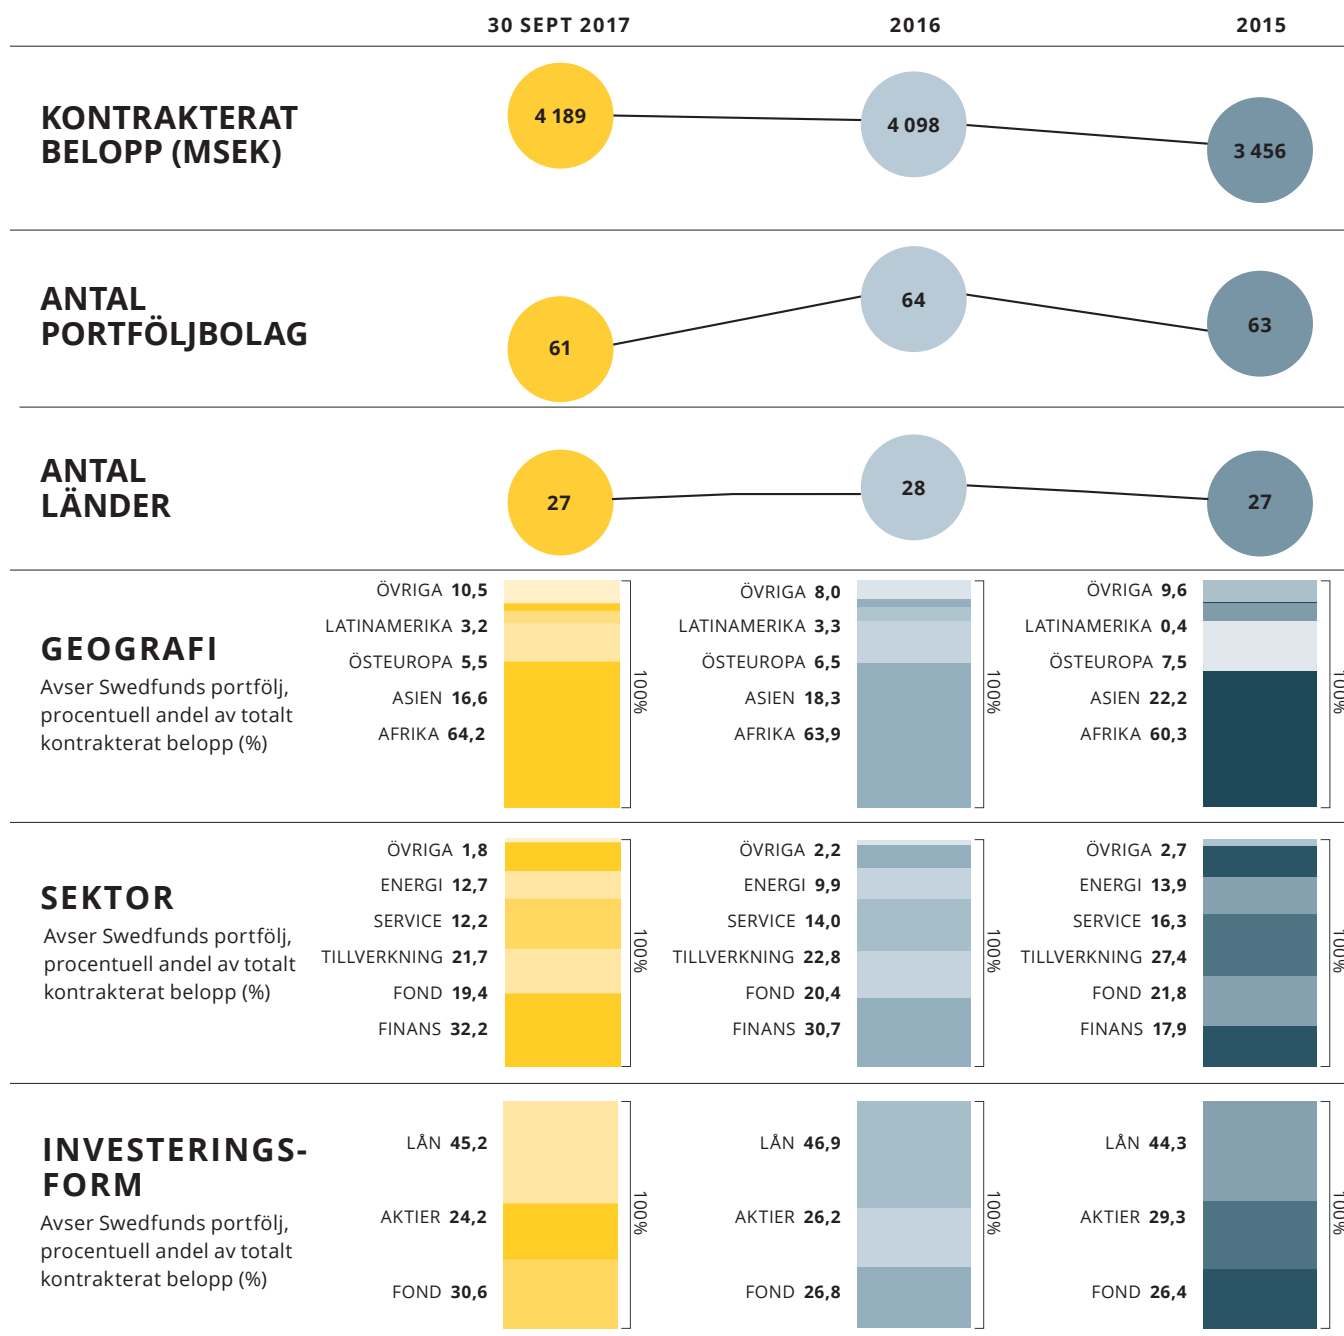 30 SEPT 2017 2016 2015
KONTRAKTERAT
BELOPP (MSEK)
4 189 4 098 3 456
ANTAL
PORTFÖLJBOLAG
61 64 63
ANTAL
LÄNDER
27 28 27
GEOGRAFI
Avser Swedfunds portfölj,
procentuell andel av totalt
kontrakterat belopp (%)
ÖVRIGA 10,5
LATINAMERIKA 3,2
ÖSTEUROPA 5,5
ASIEN 16,6
AFRIKA 64,2
100%
ÖVRIGA 8,0
LATINAMERIKA 3,3
ÖSTEUROPA 6,5
ASIEN 18,3
AFRIKA 63,9
100%
ÖVRIGA 9,6
LATINAMERIKA 0,4
ÖSTEUROPA 7,5
ASIEN 22,2
AFRIKA 60,3
100%
SEKTOR
Avser Swedfunds portfölj,
procentuell andel av totalt
kontrakterat belopp (%)
ÖVRIGA 1,8
ENERGI 12,7
SERVICE 12,2
TILLVERKNING 21,7
FOND 19,4
FINANS 32,2
100%
ÖVRIGA 2,2
ENERGI 9,9
SERVICE 14,0
TILLVERKNING 22,8
FOND 20,4
FINANS 30,7
100%
ÖVRIGA 2,7
ENERGI 13,9
SERVICE 16,3
TILLVERKNING 27,4
FOND 21,8
FINANS 17,9
100%
INVESTERINGS-
FORM
Avser Swedfunds portfölj,
procentuell andel av totalt
kontrakterat belopp (%)
LÅN 45,2
AKTIER 24,2
FOND 30,6
100%
LÅN 46,9
AKTIER 26,2
FOND 26,8
100%
LÅN 44,3
AKTIER 29,3
FOND 26,4
100%